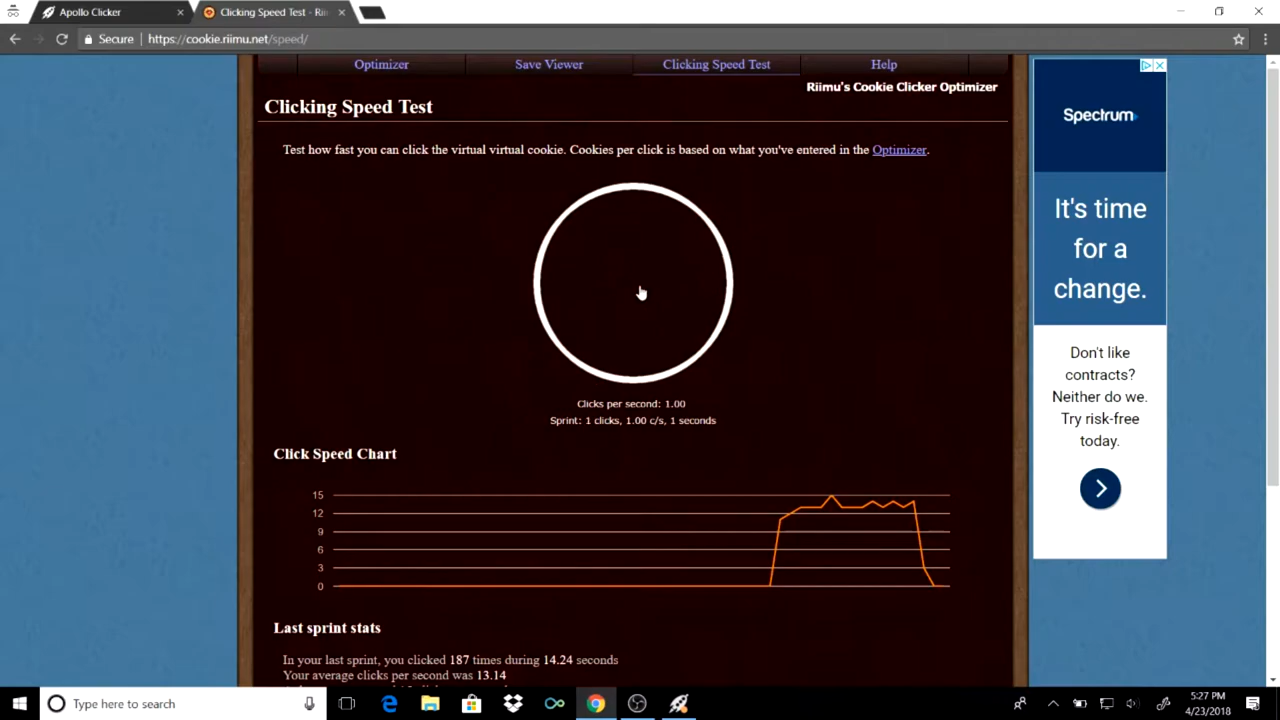 Apollo Clicker
Clicking Speed Test - Rii
Secure
https://cookie.riimu.net/speed/
Optimizer
Save Viewer
Clicking Speed Test
Help
Riimu's Cookie Clicker Optimizer
Clicking Speed Test
Test how fast you can click the virtual virtual cookie. Cookies per click is based on what you've entered in the Optimizer.
Clicks per second: 1.00
Sprint: 1 clicks, 1.00 c/s, 1 seconds
Click Speed Chart
15
12
9
6
3
0
Last sprint stats
In your last sprint, you clicked 187 times during 14.24 seconds
Your average clicks per second was 13.14
Spectrum
It's time
for a
change.
Don't like
contracts?
Neither do we.
Try risk-free
today.
Type here to search
5:27 PM
4/23/2018